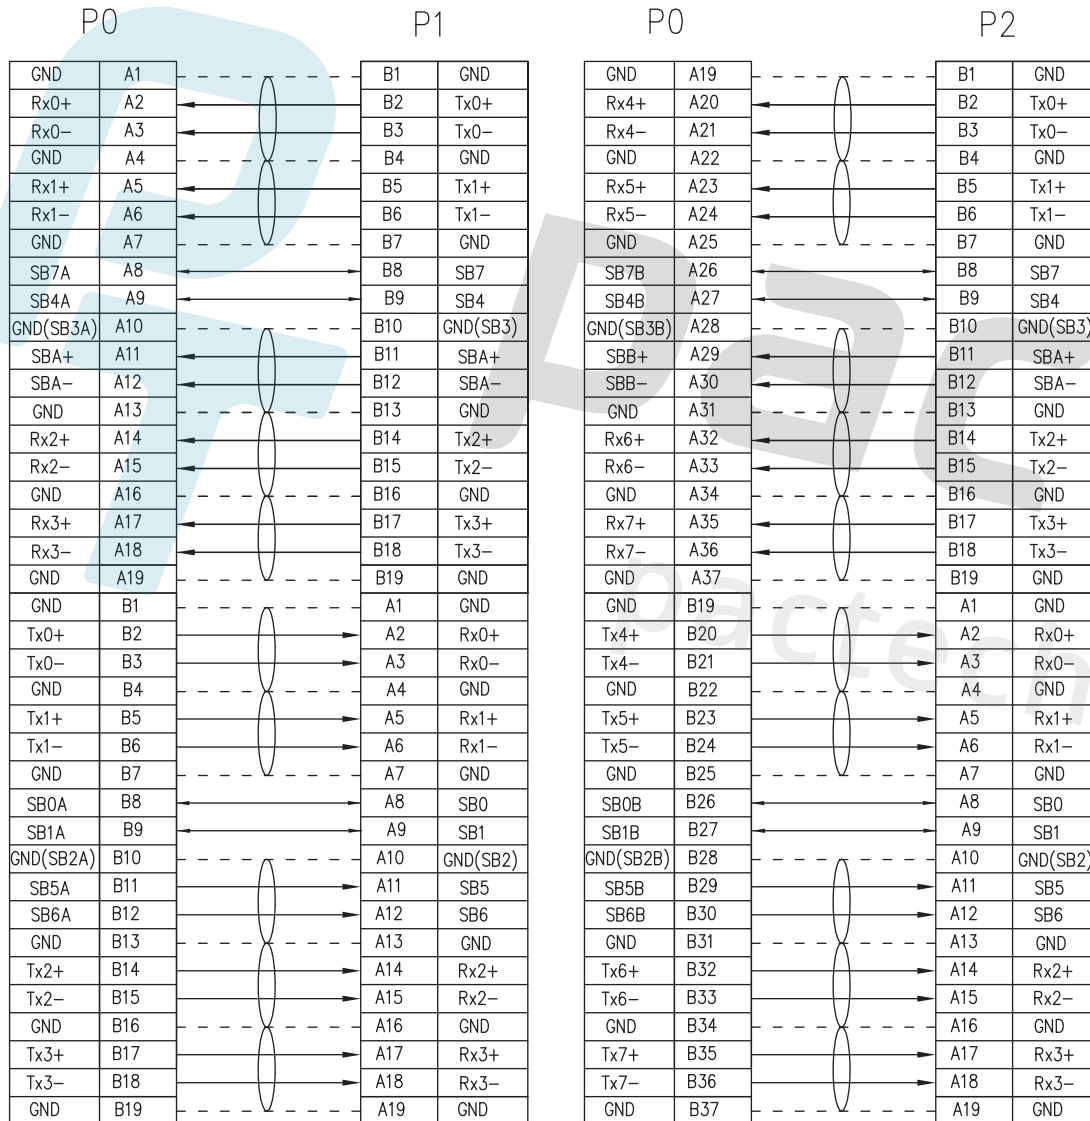 P0 P1 P0 P2
GND A1 B1 GND GND A19 B1 GND
Rx0+ A2 B2 Tx0+ Rx4+ A20 B2 Tx0+
Rx0- A3 B3 Tx0- Rx4- A21 B3 Tx0-
GND A4 B4 GND GND A22 B4 GND
Rx1+ A5 B5 Tx1+ Rx5+ A23 B5 Tx1+
Rx1- A6 B6 Tx1- Rx5- A24 B6 Tx1-
GND A7 B7 GND GND A25 B7 GND
SB7A A8 B8 SB7 SB7B A26 B8 SB7
SB4A A9 B9 SB4 SB4B A27 B9 SB4
GND(SB3A) A10 B10 GND(SB3) GND(SB3B) A28 B10 GND(SB3)
SBA+ A11 B11 SBA+ SBB+ A29 B11 SBA+
SBA- A12 B12 SBA- SBB- A30 B12 SBA-
GND A13 B13 GND GND A31 B13 GND
Rx2+ A14 B14 Tx2+ Rx6+ A32 B14 Tx2+
Rx2- A15 B15 Tx2- Rx6- A33 B15 Tx2-
GND A16 B16 GND GND A34 B16 GND
Rx3+ A17 B17 Tx3+ Rx7+ A35 B17 Tx3+
Rx3- A18 B18 Tx3- Rx7- A36 B18 Tx3-
GND A19 B19 GND GND A37 B19 GND
GND B1 A1 GND GND B19 A1 GND
Tx0+ B2 A2 Rx0+ Tx4+ B20 A2 Rx0+
Tx0- B3 A3 Rx0- Tx4- B21 A3 Rx0-
GND B4 A4 GND GND B22 A4 GND
Tx1+ B5 A5 Rx1+ Tx5+ B23 A5 Rx1+
Tx1- B6 A6 Rx1- Tx5- B24 A6 Rx1-
GND B7 A7 GND GND B25 A7 GND
SB0A B8 A8 SB0 SB0B B26 A8 SB0
SB1A B9 A9 SB1 SB1B B27 A9 SB1
GND(SB2A) B10 A10 GND(SB2) GND(SB2B) B28 A10 GND(SB2)
SB5A B11 A11 SB5 SB5B B29 A11 SB5
SB6A B12 A12 SB6 SB6B B30 A12 SB6
GND B13 A13 GND GND B31 A13 GND
Tx2+ B14 A14 Rx2+ Tx6+ B32 A14 Rx2+
Tx2- B15 A15 Rx2- Tx6- B33 A15 Rx2-
GND B16 A16 GND GND B34 A16 GND
Tx3+ B17 A17 Rx3+ Tx7+ B35 A17 Rx3+
Tx3- B18 A18 Rx3- Tx7- B36 A18 Rx3-
GND B19 A19 GND GND B37 A19 GND
pac
pactech